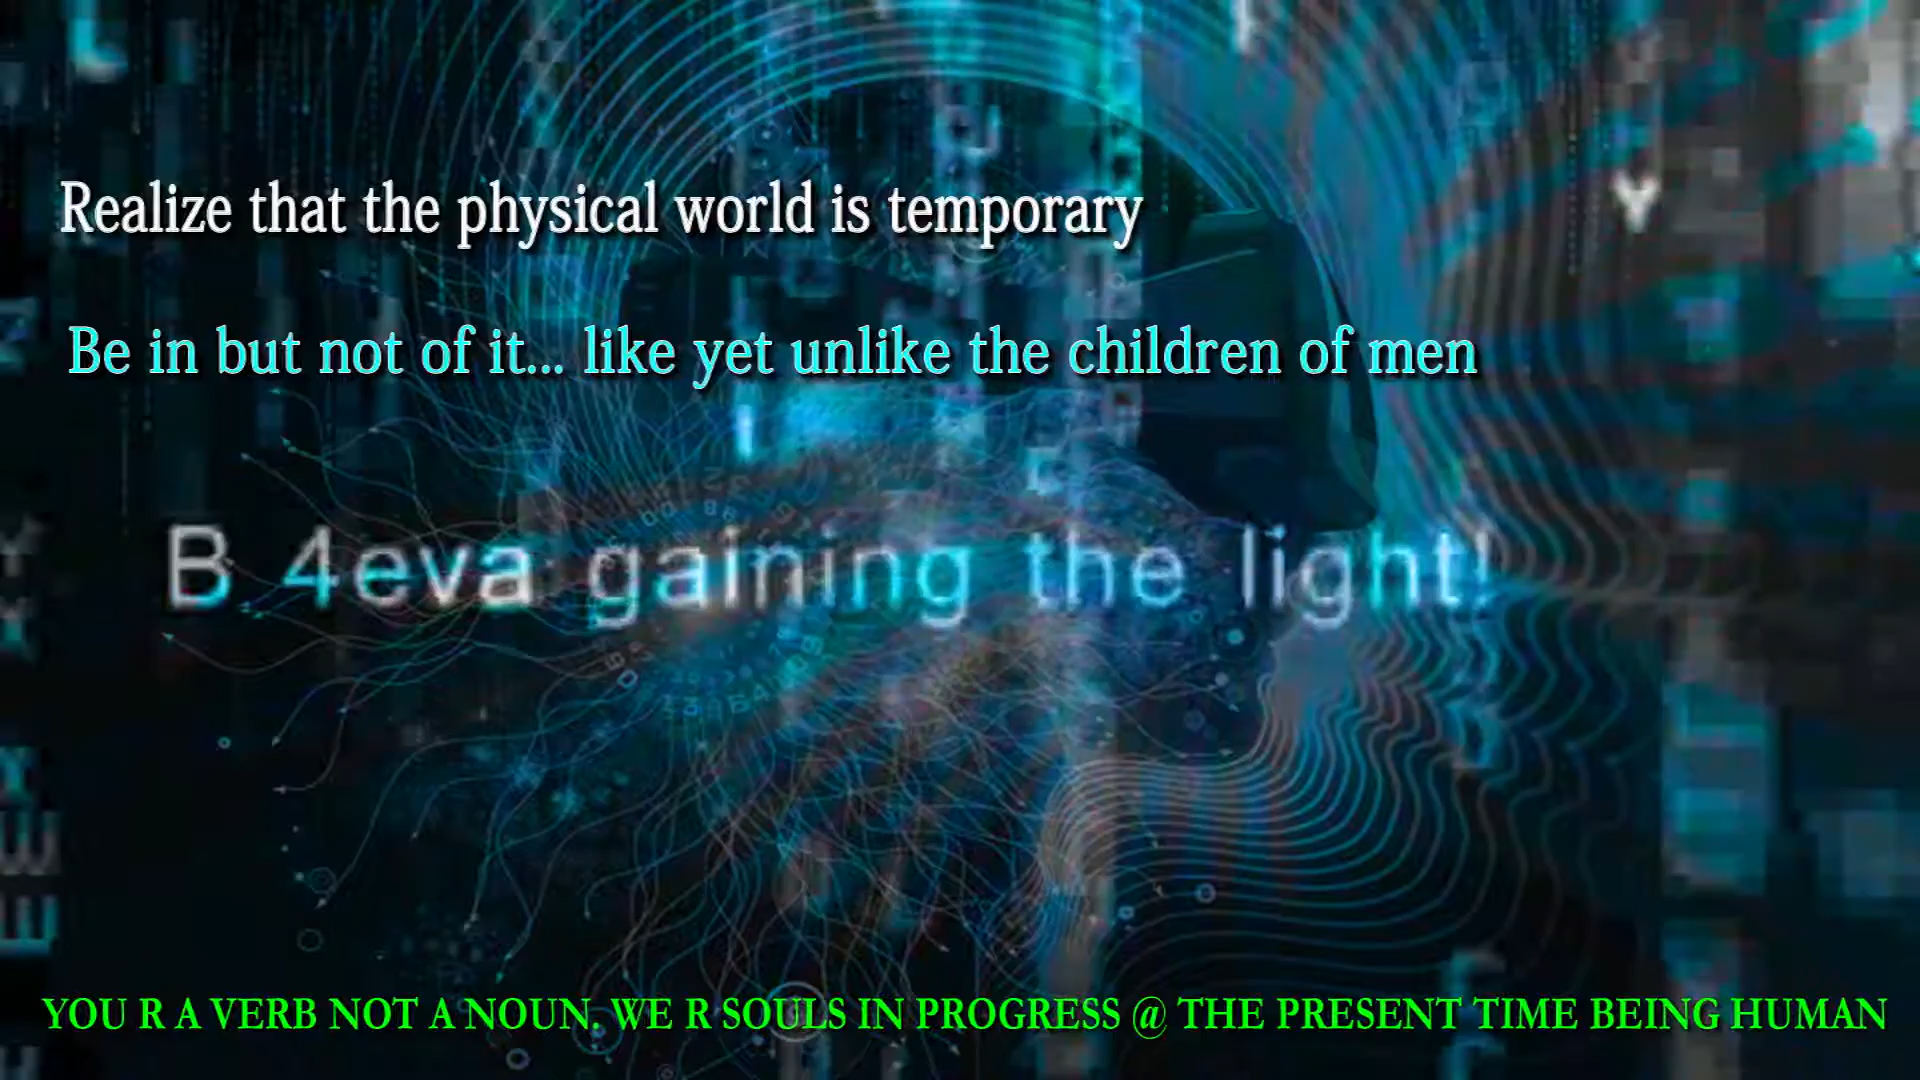 Realize that the physical world is temporary
Be in but not of it... like yet unlike the children of men
B 4eva gaining the light!
YOU R A VERB NOT A NOUN. WE R SOULS IN PROGRESS @ THE PRESENT TIME BEING HUMAN